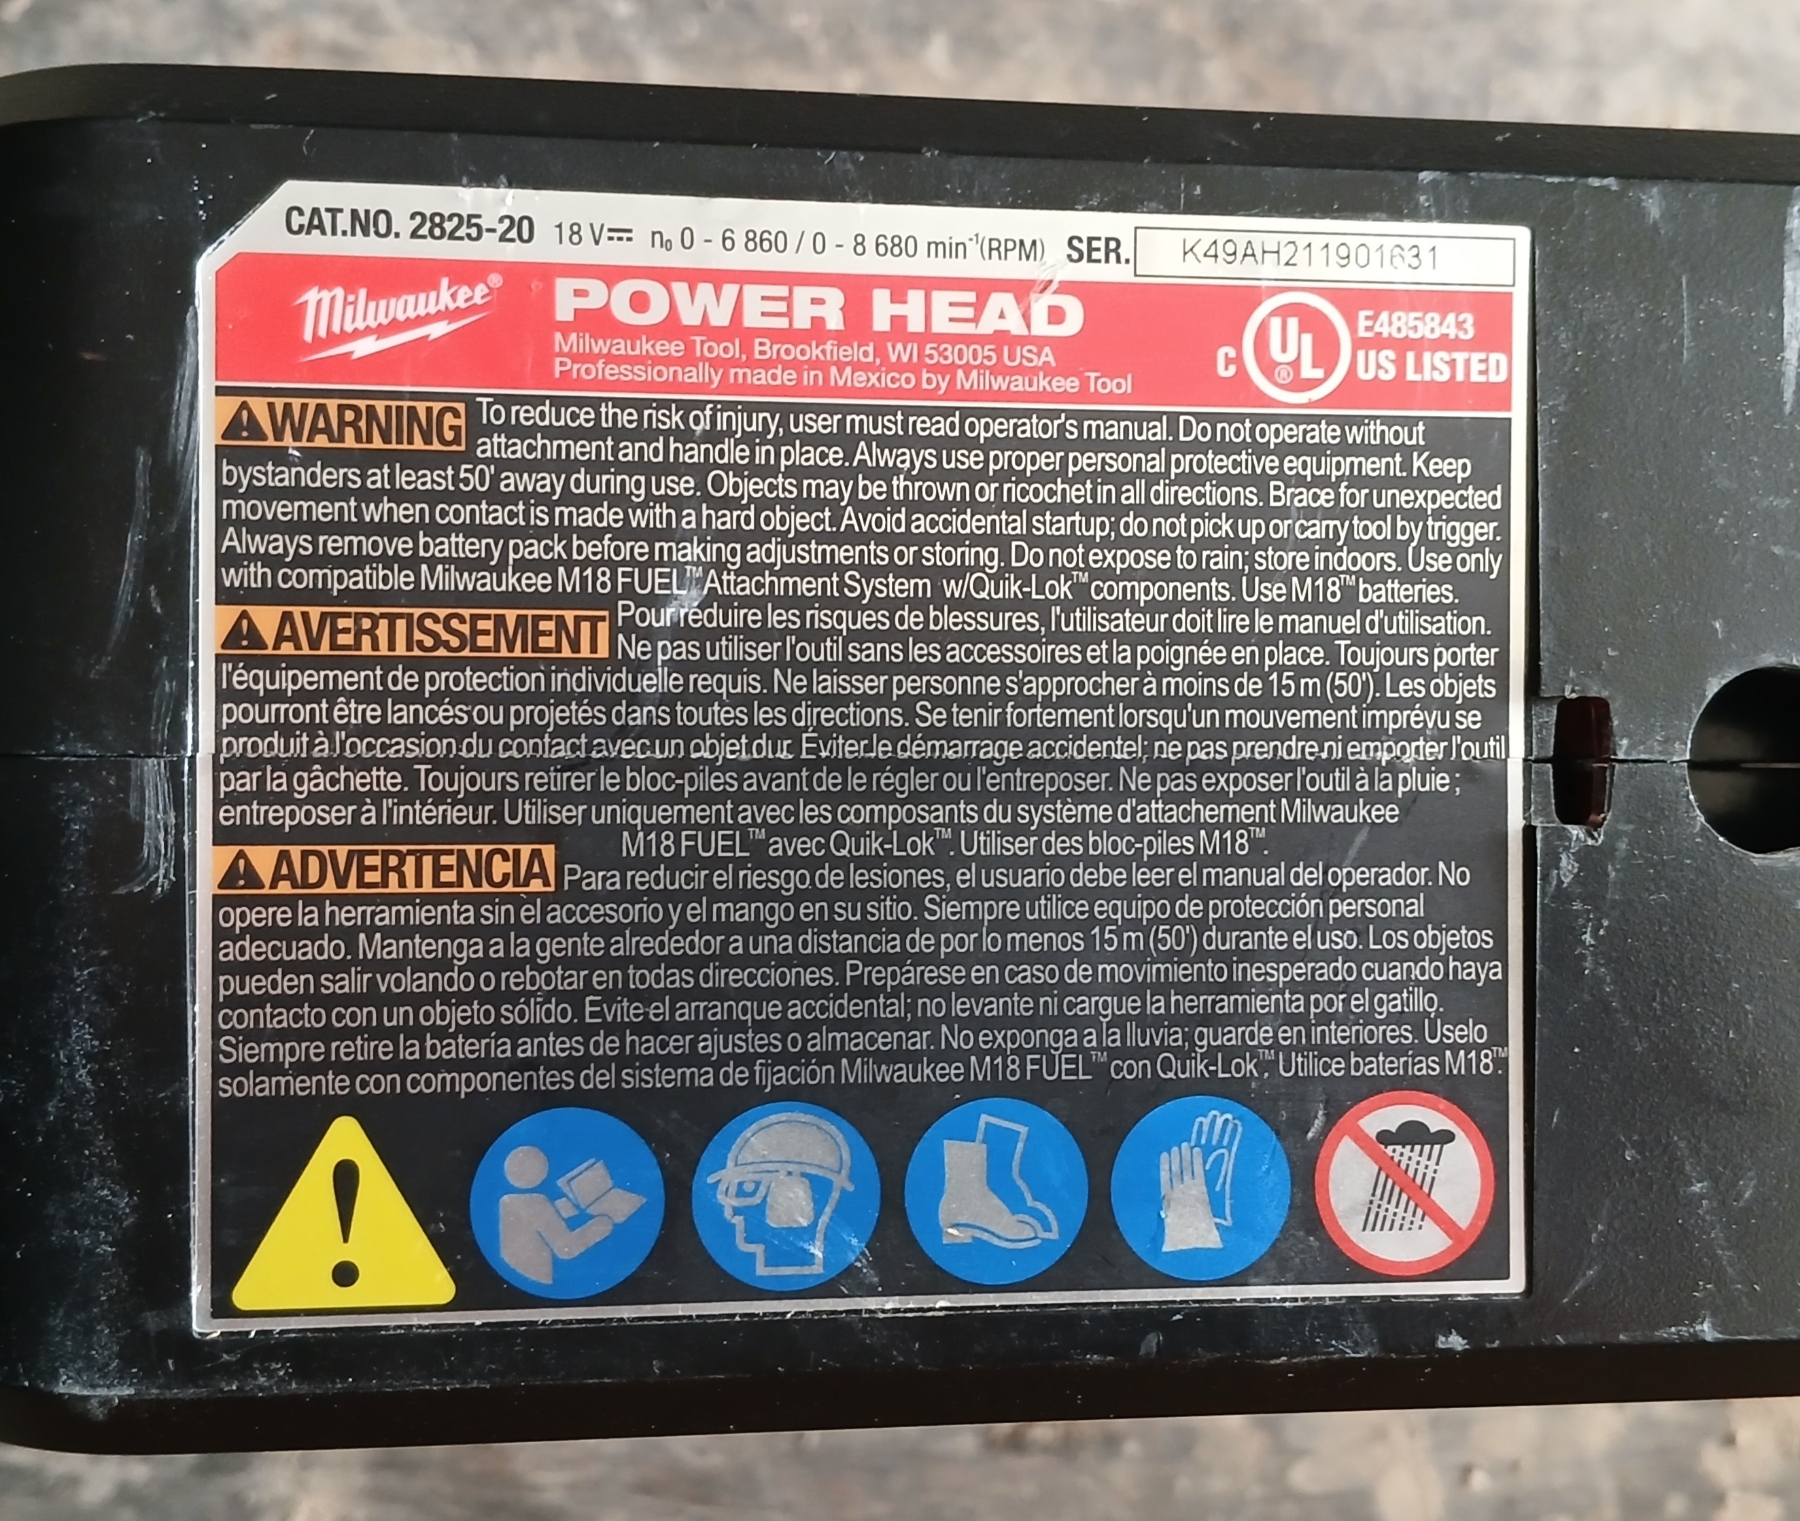 CAT.NO. 2825-20 18 V⎓ n₀ 0 - 6 860 / 0 - 8 680 min⁻¹(RPM) SER. K49AH211901631
Milwaukee® POWER HEAD
Milwaukee Tool, Brookfield, WI 53005 USA
Professionally made in Mexico by Milwaukee Tool
C UL® E485843
US LISTED
WARNING To reduce the risk of injury, user must read operator's manual. Do not operate without
attachment and handle in place. Always use proper personal protective equipment. Keep
bystanders at least 50' away during use. Objects may be thrown or ricochet in all directions. Brace for unexpected
movement when contact is made with a hard object. Avoid accidental startup; do not pick up or carry tool by trigger.
Always remove battery pack before making adjustments or storing. Do not expose to rain; store indoors. Use only
with compatible Milwaukee M18 FUEL™ Attachment System w/Quik-Lok™ components. Use M18™ batteries.
AVERTISSEMENT Pour réduire les risques de blessures, l'utilisateur doit lire le manuel d'utilisation.
Ne pas utiliser l'outil sans les accessoires et la poignée en place. Toujours porter
l'équipement de protection individuelle requis. Ne laisser personne s'approcher à moins de 15 m (50'). Les objets
pourront être lancés ou projetés dans toutes les directions. Se tenir fortement lorsqu'un mouvement imprévu se
produit à l'occasion du contact avec un objet dur. Éviter le démarrage accidentel; ne pas prendre ni emporter l'outil
par la gâchette. Toujours retirer le bloc-piles avant de le régler ou l'entreposer. Ne pas exposer l'outil à la pluie ;
entreposer à l'intérieur. Utiliser uniquement avec les composants du système d'attachement Milwaukee
M18 FUEL™ avec Quik-Lok™. Utiliser des bloc-piles M18™.
ADVERTENCIA Para reducir el riesgo de lesiones, el usuario debe leer el manual del operador. No
opere la herramienta sin el accesorio y el mango en su sitio. Siempre utilice equipo de protección personal
adecuado. Mantenga a la gente alrededor a una distancia de por lo menos 15 m (50') durante el uso. Los objetos
pueden salir volando o rebotar en todas direcciones. Prepárese en caso de movimiento inesperado cuando haya
contacto con un objeto sólido. Evite el arranque accidental; no levante ni cargue la herramienta por el gatillo.
Siempre retire la batería antes de hacer ajustes o almacenar. No exponga a la lluvia; guarde en interiores. Úselo
solamente con componentes del sistema de fijación Milwaukee M18 FUEL™ con Quik-Lok™. Utilice baterías M18™.